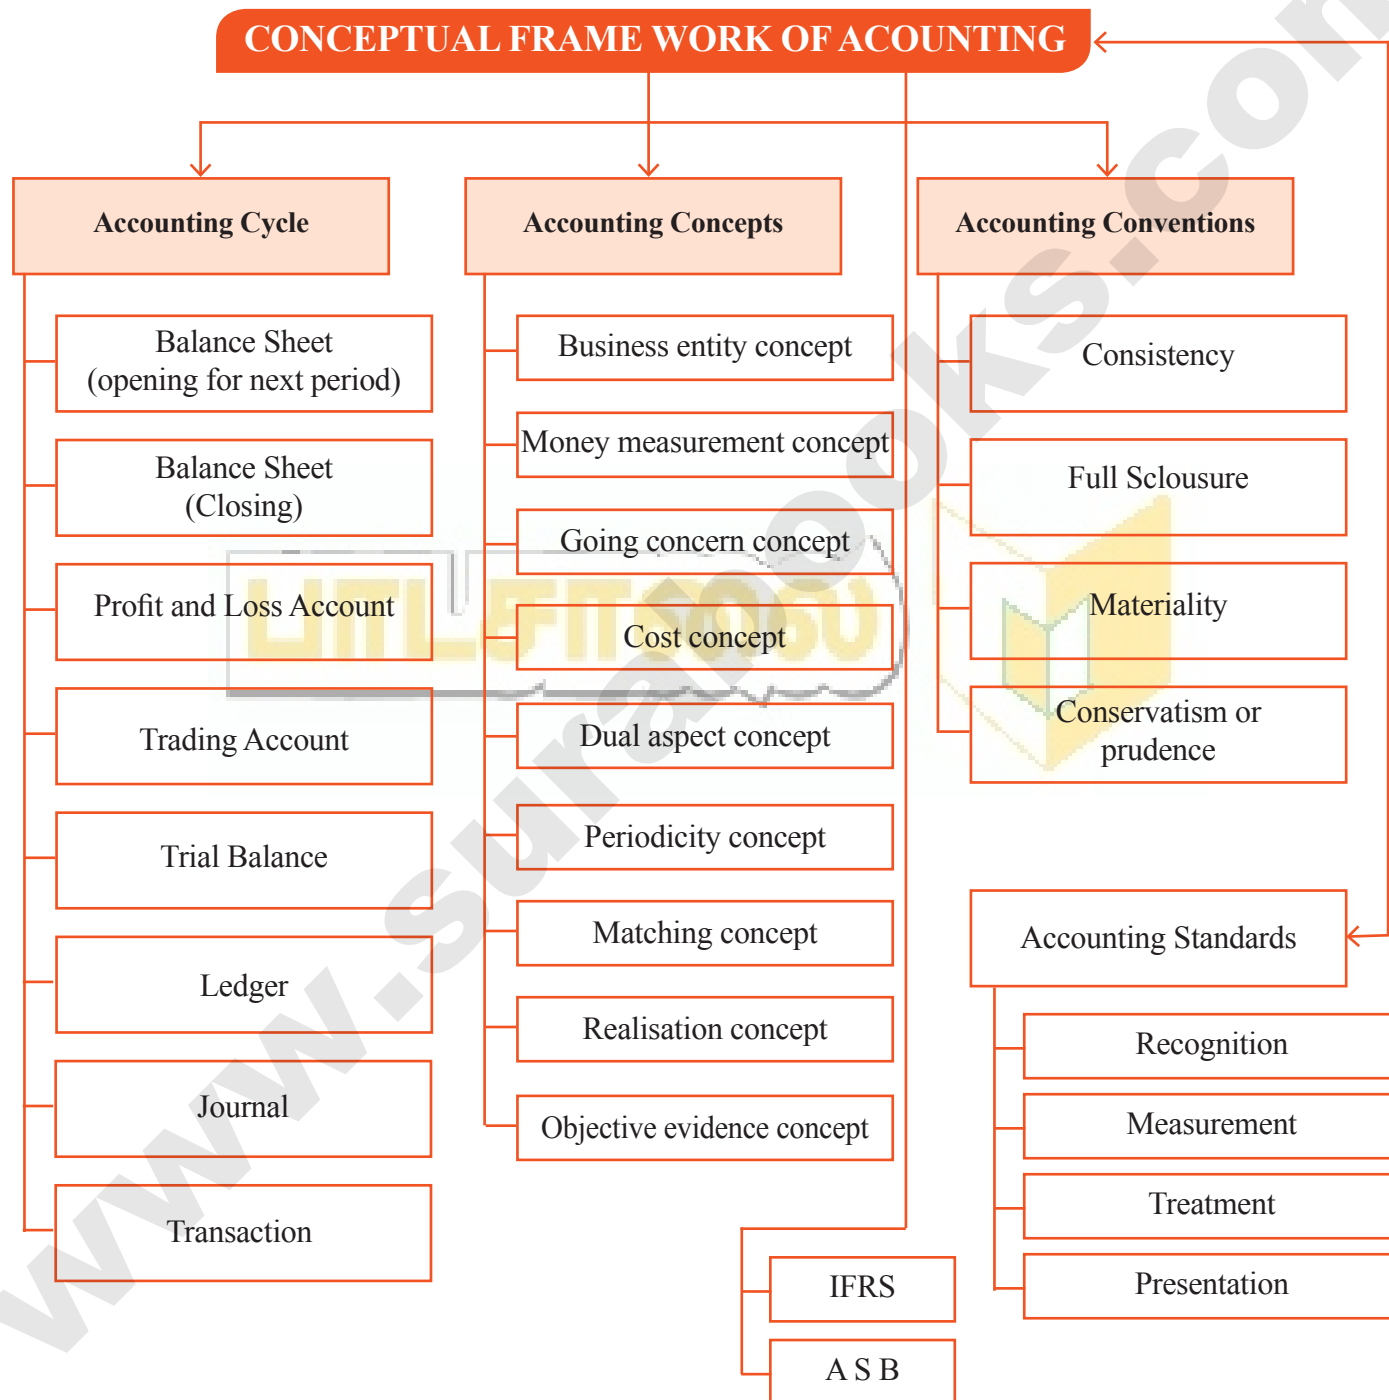 CONCEPTUAL FRAME WORK OF ACOUNTING
Accounting Cycle
Balance Sheet
(opening for next period)
Balance Sheet
(Closing)
Profit and Loss Account
Trading Account
Trial Balance
Ledger
Journal
Transaction
Accounting Concepts
Business entity concept
Money measurement concept
Going concern concept
Cost concept
Dual aspect concept
Periodicity concept
Matching concept
Realisation concept
Objective evidence concept
Accounting Conventions
Consistency
Full Sclousure
Materiality
Conservatism or
prudence
Accounting Standards
Recognition
Measurement
Treatment
Presentation
IFRS
A S B
www.surabooks.com